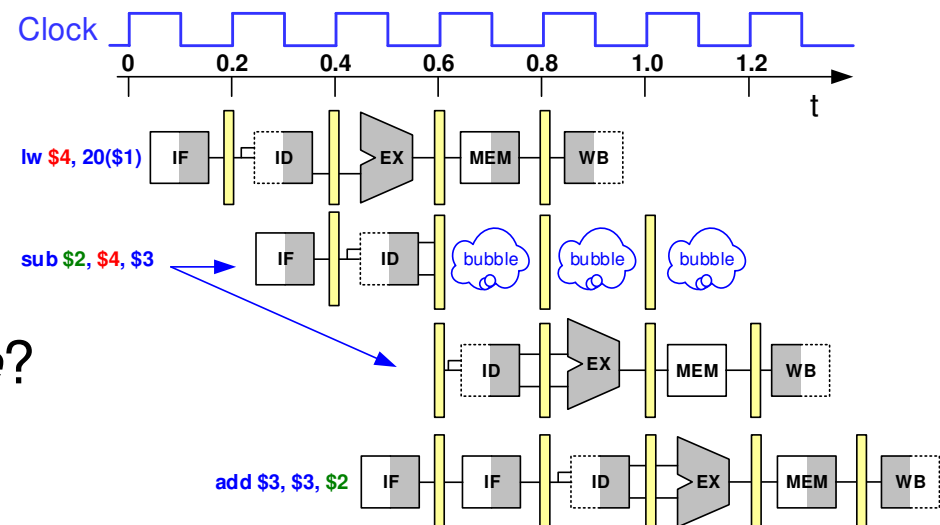 Clock
0 0.2 0.4 0.6 0.8 1.0 1.2
t
lw $4, 20($1) IF ID EX MEM WB
sub $2, $4, $3 IF ID bubble bubble bubble
e?
ID EX MEM WB
add $3, $3, $2 IF IF ID EX MEM WB